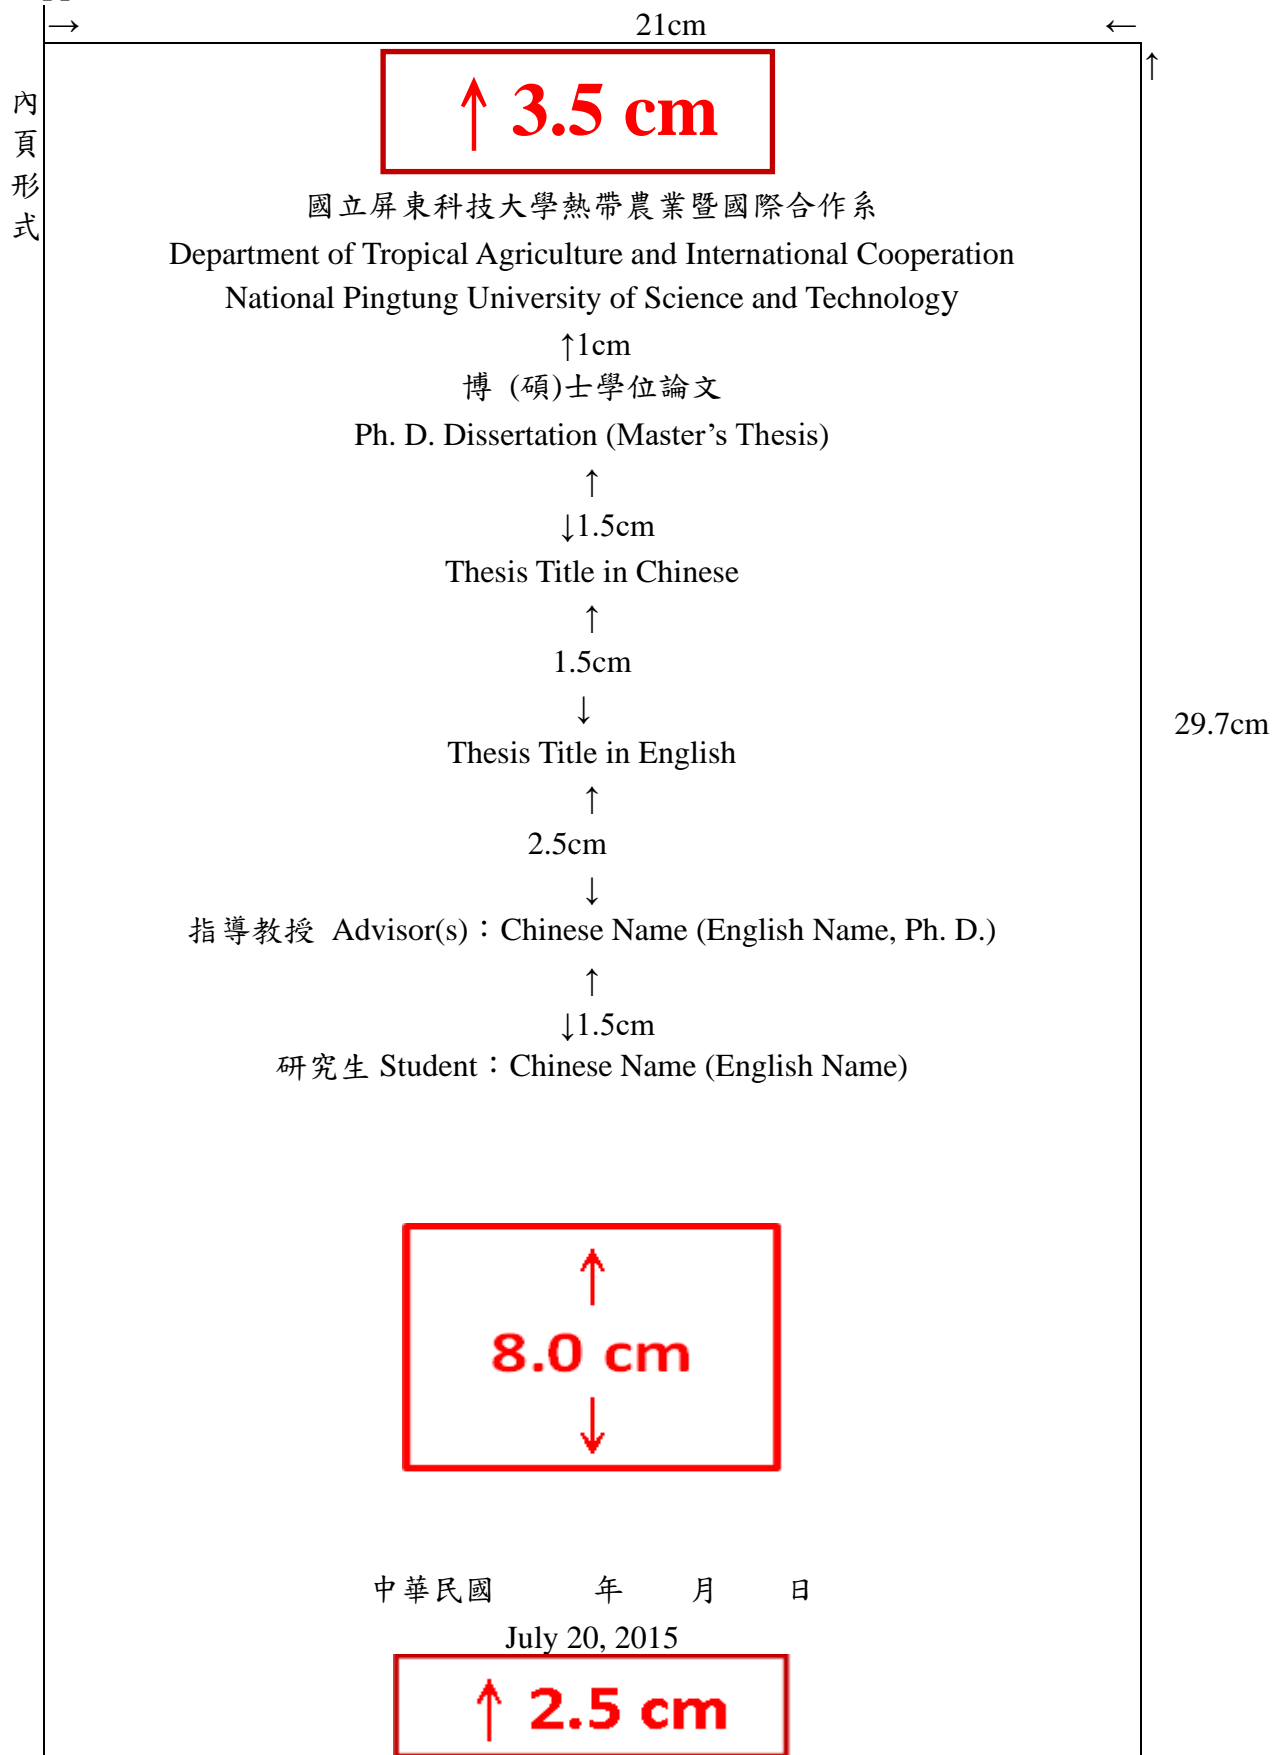 → 21cm ←
↑
內頁形式
↑ 3.5 cm
國立屏東科技大學熱帶農業暨國際合作系
Department of Tropical Agriculture and International Cooperation
National Pingtung University of Science and Technology
↑1cm
博 (碩)士學位論文
Ph. D. Dissertation (Master’s Thesis)
↑
↓1.5cm
Thesis Title in Chinese
↑
1.5cm
↓
29.7cm
Thesis Title in English
↑
2.5cm
↓
指導教授 Advisor(s)：Chinese Name (English Name, Ph. D.)
↑
↓1.5cm
研究生 Student：Chinese Name (English Name)
↑
8.0 cm
↓
中華民國 年 月 日
July 20, 2015
↑ 2.5 cm